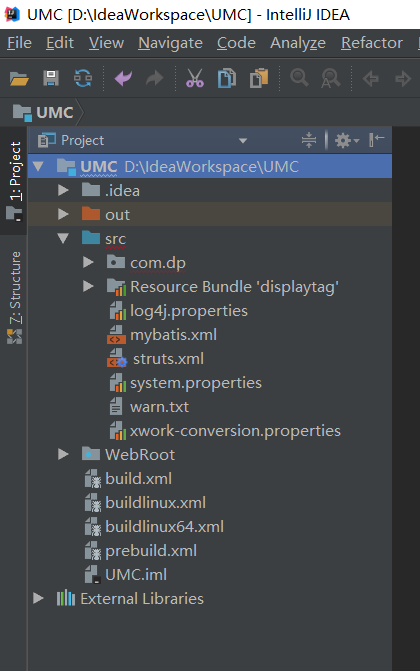 UMC [D:\IdeaWorkspace\UMC] - IntelliJ IDEA
File Edit View Navigate Code Analyze Refactor
UMC
Project
1: Project
Z: Structure
UMC D:\IdeaWorkspace\UMC
.idea
out
src
com.dp
Resource Bundle 'displaytag'
log4j.properties
mybatis.xml
struts.xml
system.properties
warn.txt
xwork-conversion.properties
WebRoot
build.xml
buildlinux.xml
buildlinux64.xml
prebuild.xml
UMC.iml
External Libraries